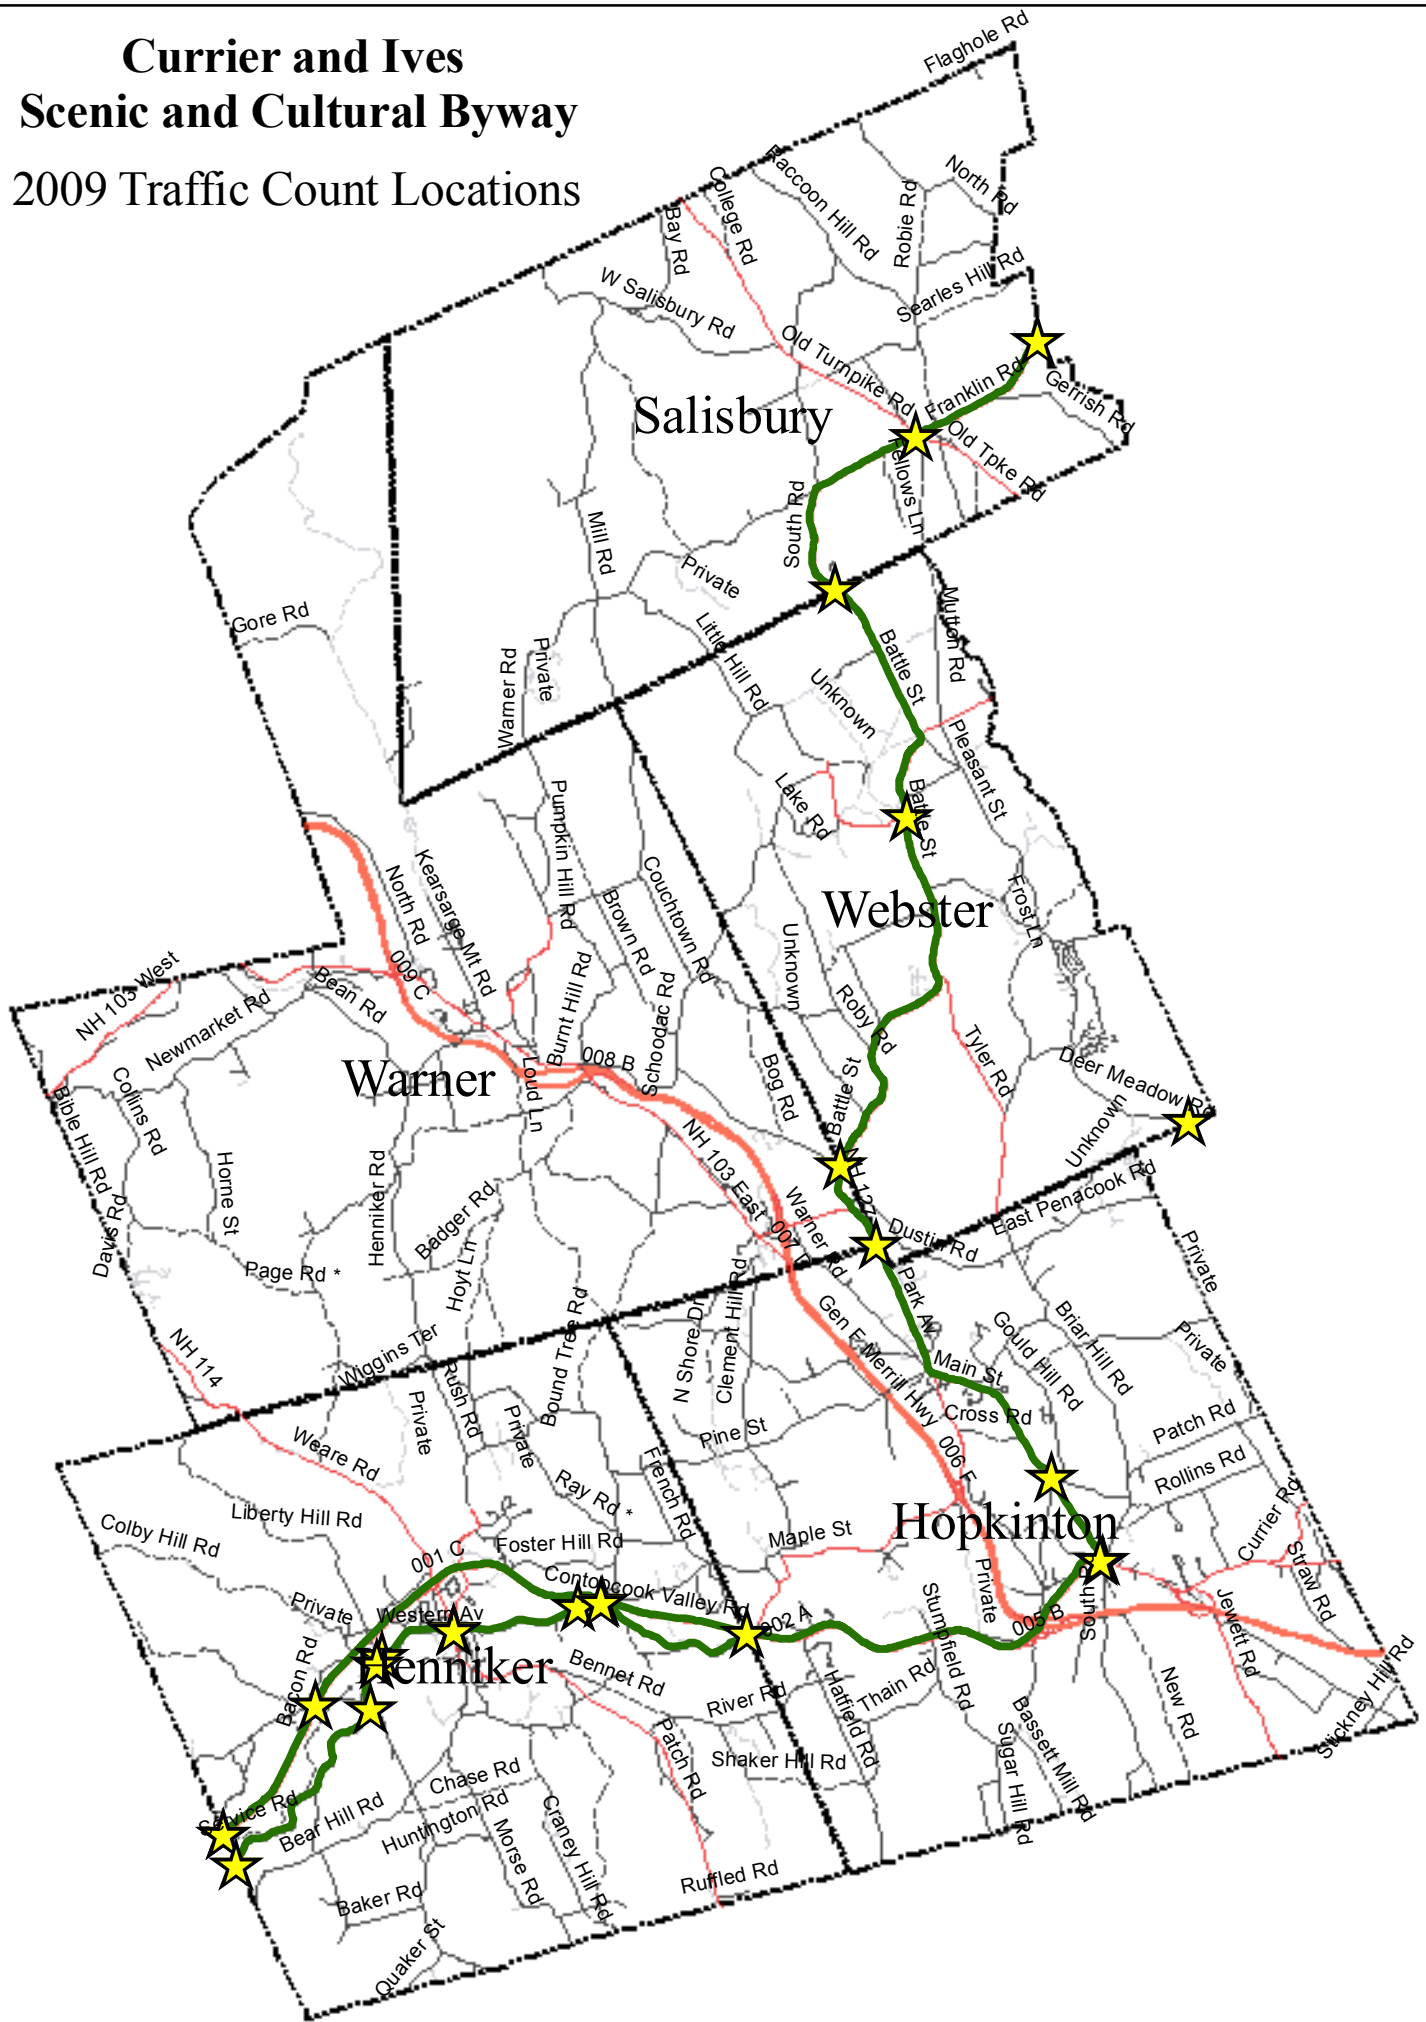 Currier and Ives
Scenic and Cultural Byway
2009 Traffic Count Locations
Flaghole Rd
Raccoon Hill Rd
College Rd
North Rd
Robie Rd
Bay Rd
Searles Hill Rd
W Salisbury Rd
Old Turnpike Rd
Franklin Rd
Gerrish Rd
Salisbury
Old Tpke Rd
Fellows Ln
South Rd
Mill Rd
Private
Gore Rd
Mutton Rd
Little Hill Rd
Battle St
Private
Warner Rd
Unknown
Pleasant St
Lake Rd
Battle St
Pumpkin Hill Rd
Kearsarge Mt Rd
North Rd
Couchtown Rd
Brown Rd
Frost Ln
Webster
Unknown
NH 103 West
009 C
Bean Rd
Newmarket Rd
Burnt Hill Rd
Schoodac Rd
Roby Rd
Tyler Rd
008 B
Warner
Loud Ln
Bog Rd
Battle St
Deer Meadow Rd
Unknown
Collins Rd
Bible Hill Rd
NH 103 East
Horne St
Henniker Rd
Badger Rd
NH 127
East Penacook Rd
Davis Rd
Warner Rd
Dustin Rd
007 D
Private
Page Rd *
Hoyt Ln
Clement Hill Rd
N Shore Dr
Park Av
Bound Tree Rd
Gen E Merrill Hwy
Briar Hill Rd
Gould Hill Rd
Private
NH 114
Wiggins Ter
Main St
Rush Rd
Private
Private
Cross Rd
Patch Rd
Pine St
Weare Rd
006 F
Rollins Rd
French Rd
Ray Rd *
Liberty Hill Rd
Colby Hill Rd
Hopkinton
Maple St
Currier Rd
Foster Hill Rd
001 C
Straw Rd
Contoocook Valley Rd
Private
Private
Western Av
002 A
Stumpfield Rd
005 B
South Rd
Jewett Rd
Henniker
Bacon Rd
Bennet Rd
Thain Rd
Hatfield Rd
River Rd
New Rd
Stickney Hill Rd
Patch Rd
Shaker Hill Rd
Bassett Mill Rd
Sugar Hill Rd
Chase Rd
Service Rd
Bear Hill Rd
Huntington Rd
Craney Hill Rd
Morse Rd
Ruffled Rd
Baker Rd
Quaker St